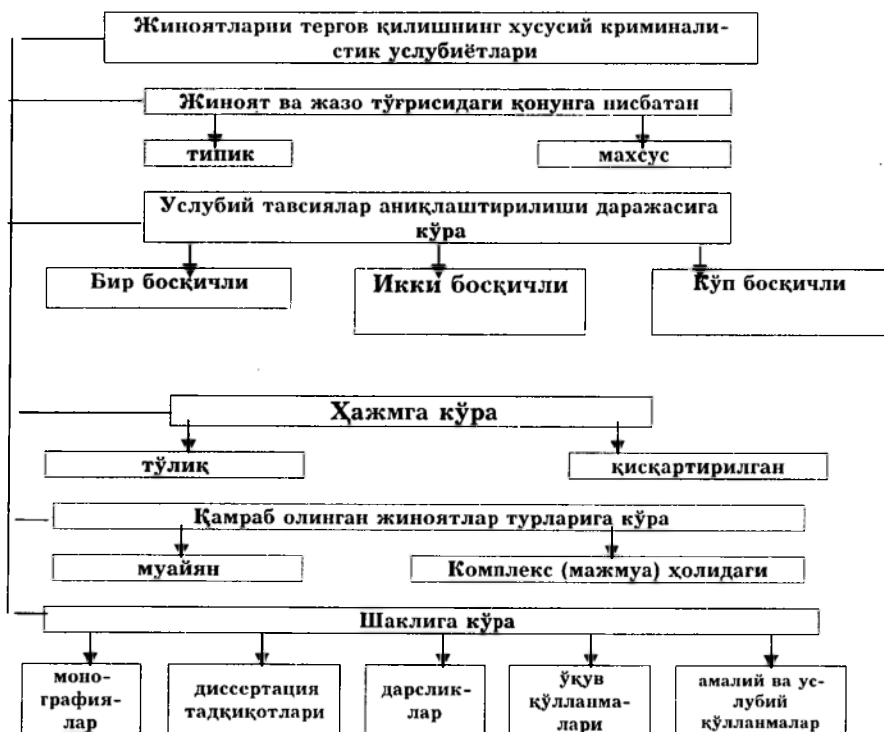 Жиноятларни тергов қилишнинг хусусий криминали-
стик услубиётлари
Жиноят ва жазо тўғрисидаги қонунга нисбатан
типик
махсус
Услубий тавсиялар аниқлаштирилиши даражасига
кўра
Бир босқичли
Икки босқичли
Кўп босқичли
Ҳажмга кўра
тўлиқ
қисқартирилган
Қамраб олинган жиноятлар турларига кўра
муайян
Комплекс (мажмуа) ҳолидаги
Шаклига кўра
моно-
графия-
лар
диссертация
тадқиқотлари
дарслик-
лар
ўқув
қўлланма-
лари
амалий ва ус-
лубий
қўлланмалар